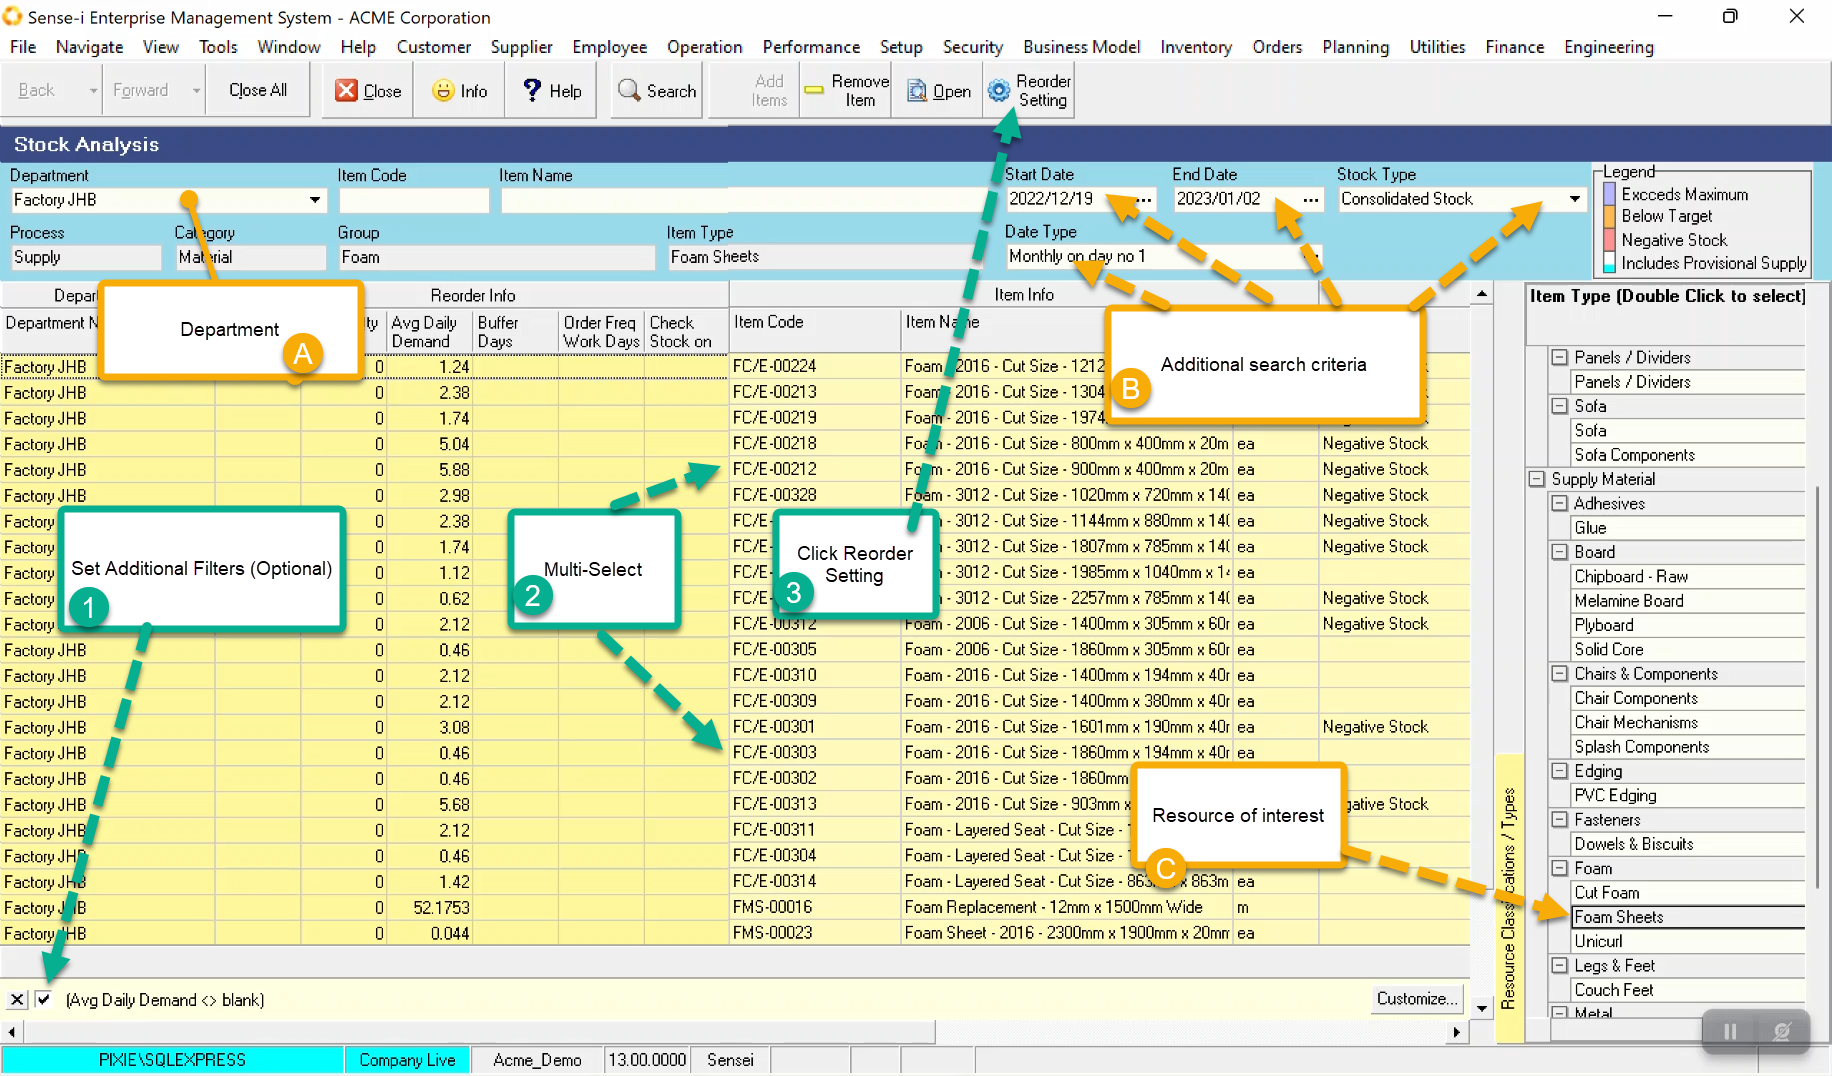 Sense-i Enterprise Management System - ACME Corporation
File Navigate View Tools Window Help Customer Supplier Employee Operation Performance Setup Security Business Model Inventory Orders Planning Utilities Finance Engineering
Back Forward Close All Close Info Help Search Add Items Remove Item Open Reorder Setting
Stock Analysis
Department Item Code Item Name Start Date End Date Stock Type
Factory JHB 2022/12/19 ... 2023/01/02 ... Consolidated Stock
Process Category Group Item Type Date Type
Supply Material Foam Foam Sheets Monthly on day no 1
Legend
Exceeds Maximum
Below Target
Negative Stock
Includes Provisional Supply
Reorder Info Item Info
Avg Daily Demand Buffer Days Order Freq Work Days Check Stock on Item Code Item Name
Factory JHB 0 1.24 FC/E-00224 Foam - 2016 - Cut Size - 1212
Factory JHB 0 2.38 FC/E-00213 Foam - 2016 - Cut Size - 1304
Factory JHB 0 1.74 FC/E-00219 Foam - 2016 - Cut Size - 1974
Factory JHB 0 5.04 FC/E-00218 Foam - 2016 - Cut Size - 800mm x 400mm x 20m ea Negative Stock
Factory JHB 0 5.88 FC/E-00212 Foam - 2016 - Cut Size - 900mm x 400mm x 20m ea Negative Stock
Factory JHB 0 2.98 FC/E-00328 Foam - 3012 - Cut Size - 1020mm x 720mm x 140 ea Negative Stock
Factory 0 2.38 FC/E- - 3012 - Cut Size - 1144mm x 880mm x 140 ea Negative Stock
Factory 0 1.74 FC/E- - 3012 - Cut Size - 1807mm x 785mm x 140 ea Negative Stock
Factory 0 1.12 FC/E- - 3012 - Cut Size - 1985mm x 1040mm x 14 ea
Factory 0 0.62 FC/E- - 3012 - Cut Size - 2257mm x 785mm x 140 ea Negative Stock
Factory 0 2.12 FC/E-00312 Foam - 2006 - Cut Size - 1400mm x 305mm x 60m ea Negative Stock
Factory JHB 0 0.46 FC/E-00305 Foam - 2006 - Cut Size - 1860mm x 305mm x 60m ea
Factory JHB 0 2.12 FC/E-00310 Foam - 2016 - Cut Size - 1400mm x 194mm x 40m ea
Factory JHB 0 2.12 FC/E-00309 Foam - 2016 - Cut Size - 1400mm x 380mm x 40m ea
Factory JHB 0 3.08 FC/E-00301 Foam - 2016 - Cut Size - 1601mm x 190mm x 40m ea Negative Stock
Factory JHB 0 0.46 FC/E-00303 Foam - 2016 - Cut Size - 1860mm x 194mm x 40m ea
Factory JHB 0 0.46 FC/E-00302 Foam - 2016 - Cut Size - 1860mm
Factory JHB 0 5.68 FC/E-00313 Foam - 2016 - Cut Size - 903mm x gative Stock
Factory JHB 0 2.12 FC/E-00311 Foam - Layered Seat - Cut Size -
Factory JHB 0 0.46 FC/E-00304 Foam - Layered Seat - Cut Size -
Factory JHB 0 1.42 FC/E-00314 Foam - Layered Seat - Cut Size - 863mm x 863m ea
Factory JHB 0 52.1753 FMS-00016 Foam Replacement - 12mm x 1500mm Wide m
Factory JHB 0 0.044 FMS-00023 Foam Sheet - 2016 - 2300mm x 1900mm x 20mm ea
Department
A
Additional search criteria
B
Set Additional Filters (Optional)
1
Multi-Select
2
Click Reorder
Setting
3
Resource of interest
C
Resource Classifications / Types
Item Type (Double Click to select)
Panels / Dividers
Panels / Dividers
Sofa
Sofa
Sofa Components
Supply Material
Adhesives
Glue
Board
Chipboard - Raw
Melamine Board
Plyboard
Solid Core
Chairs & Components
Chair Components
Chair Mechanisms
Splash Components
Edging
PVC Edging
Fasteners
Dowels & Biscuits
Foam
Cut Foam
Foam Sheets
Unicurl
Legs & Feet
Couch Feet
Metal
(Avg Daily Demand <> blank)
Customize...
PIXIE\SQLEXPRESS Company Live Acme_Demo 13.00.0000 Sensei